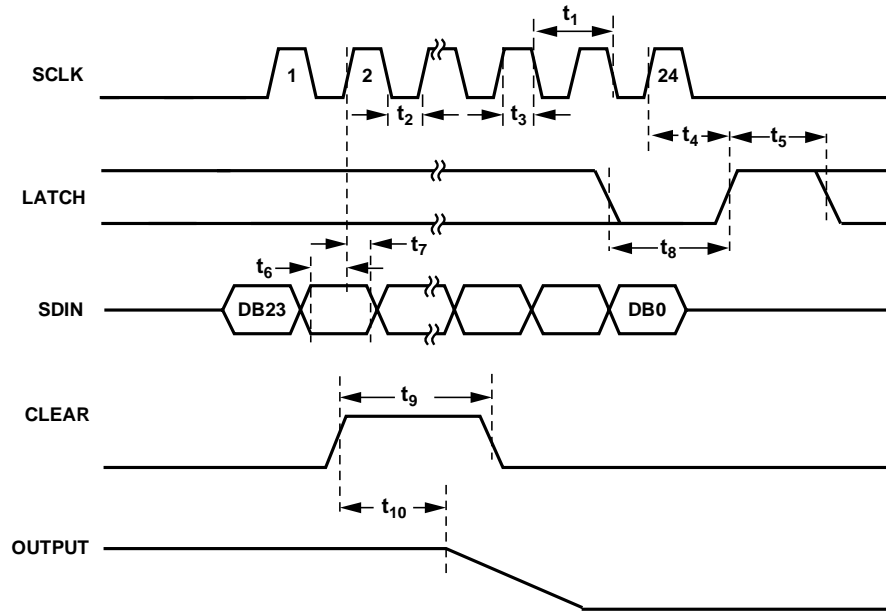 t1
SCLK
1
2
24
t2
t3
t4
t5
LATCH
t8
t7
t6
SDIN
DB23
DB0
t9
CLEAR
t10
OUTPUT